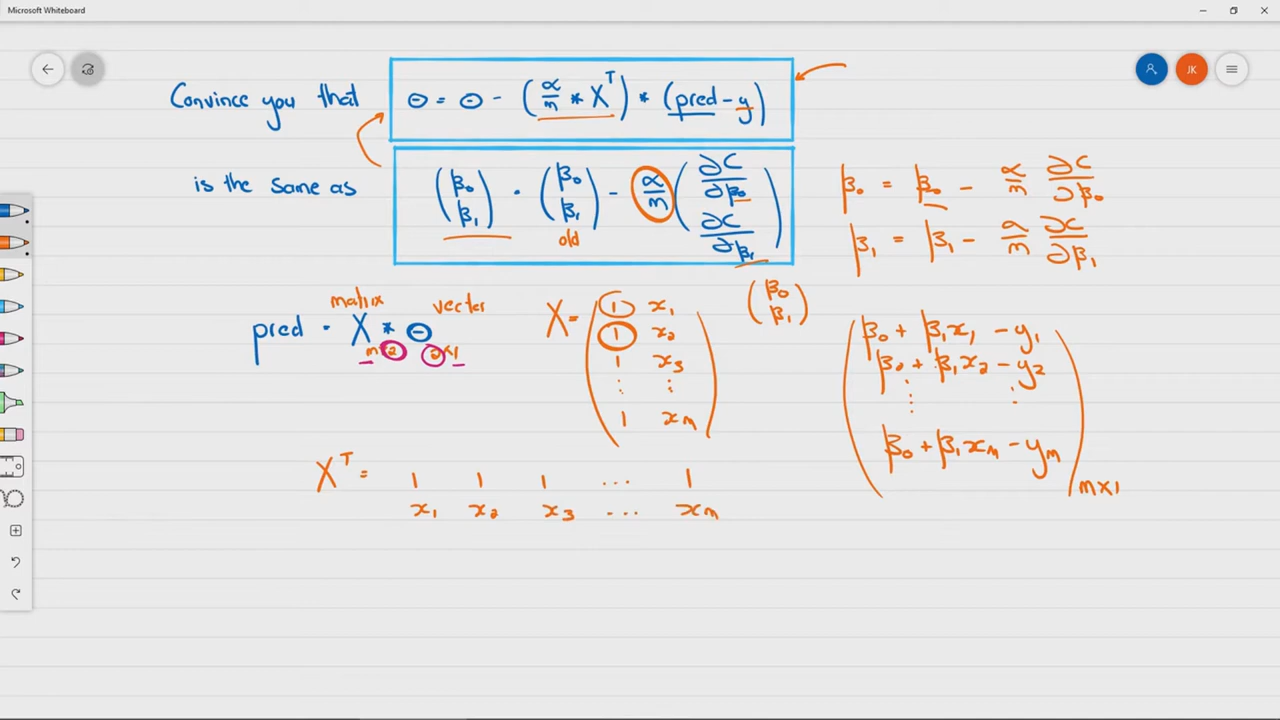 Microsoft Whiteboard
JK
Convince you that
θ = θ - (α/m * X^T) * (pred - y)
is the same as
(β₀ β₁) = (β₀ β₁) - α/m (∂C/∂β₀ ∂C/∂β₁)
old
β₀ = β₀ - α/m ∂C/∂β₀
β₁ = β₁ - α/m ∂C/∂β₁
matrix vector
pred = X * θ
m×2 2×1
X =
1 x₁
1 x₂
1 x₃
⋮ ⋮
1 xₘ
(β₀ β₁)
β₀ + β₁x₁ - y₁
β₀ + β₁x₂ - y₂
⋮ ⋮
β₀ + β₁xₘ - yₘ
m×1
X^T = 1 1 1 ... 1
x₁ x₂ x₃ ... xₘ